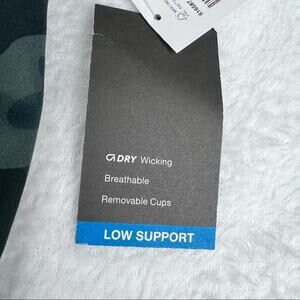 DRY Wicking
Breathable
Removable Cups
LOW SUPPORT